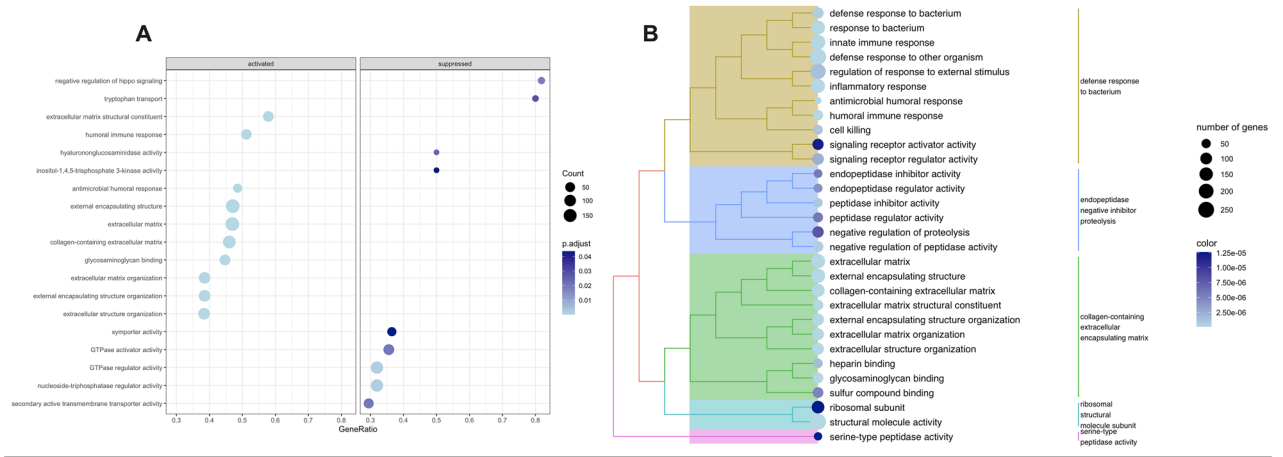 A
activated
suppressed
negative regulation of hippo signaling
tryptophan transport
extracellular matrix structural constituent
humoral immune response
hyalurononglucosaminidase activity
inositol-1,4,5-trisphosphate 3-kinase activity
antimicrobial humoral response
external encapsulating structure
extracellular matrix
collagen-containing extracellular matrix
glycosaminoglycan binding
extracellular matrix organization
external encapsulating structure organization
extracellular structure organization
symporter activity
GTPase activator activity
GTPase regulator activity
nucleoside-triphosphatase regulator activity
secondary active transmembrane transporter activity
0.3 0.4 0.5 0.6 0.7 0.8
0.3 0.4 0.5 0.6 0.7 0.8
GeneRatio
Count
50
100
150
p.adjust
0.04
0.03
0.02
0.01
B
defense response to bacterium
response to bacterium
innate immune response
defense response to other organism
regulation of response to external stimulus
inflammatory response
antimicrobial humoral response
humoral immune response
cell killing
signaling receptor activator activity
signaling receptor regulator activity
endopeptidase inhibitor activity
endopeptidase regulator activity
peptidase inhibitor activity
peptidase regulator activity
negative regulation of proteolysis
negative regulation of peptidase activity
extracellular matrix
external encapsulating structure
collagen-containing extracellular matrix
extracellular matrix structural constituent
external encapsulating structure organization
extracellular matrix organization
extracellular structure organization
heparin binding
glycosaminoglycan binding
sulfur compound binding
ribosomal subunit
structural molecule activity
serine-type peptidase activity
defense response
to bacterium
endopeptidase
negative inhibitor
proteolysis
collagen-containing
extracellular
encapsulating matrix
ribosomal
structural
molecule subunit
serine-type
peptidase activity
number of genes
50
100
150
200
250
color
1.25e-05
1.00e-05
7.50e-06
5.00e-06
2.50e-06